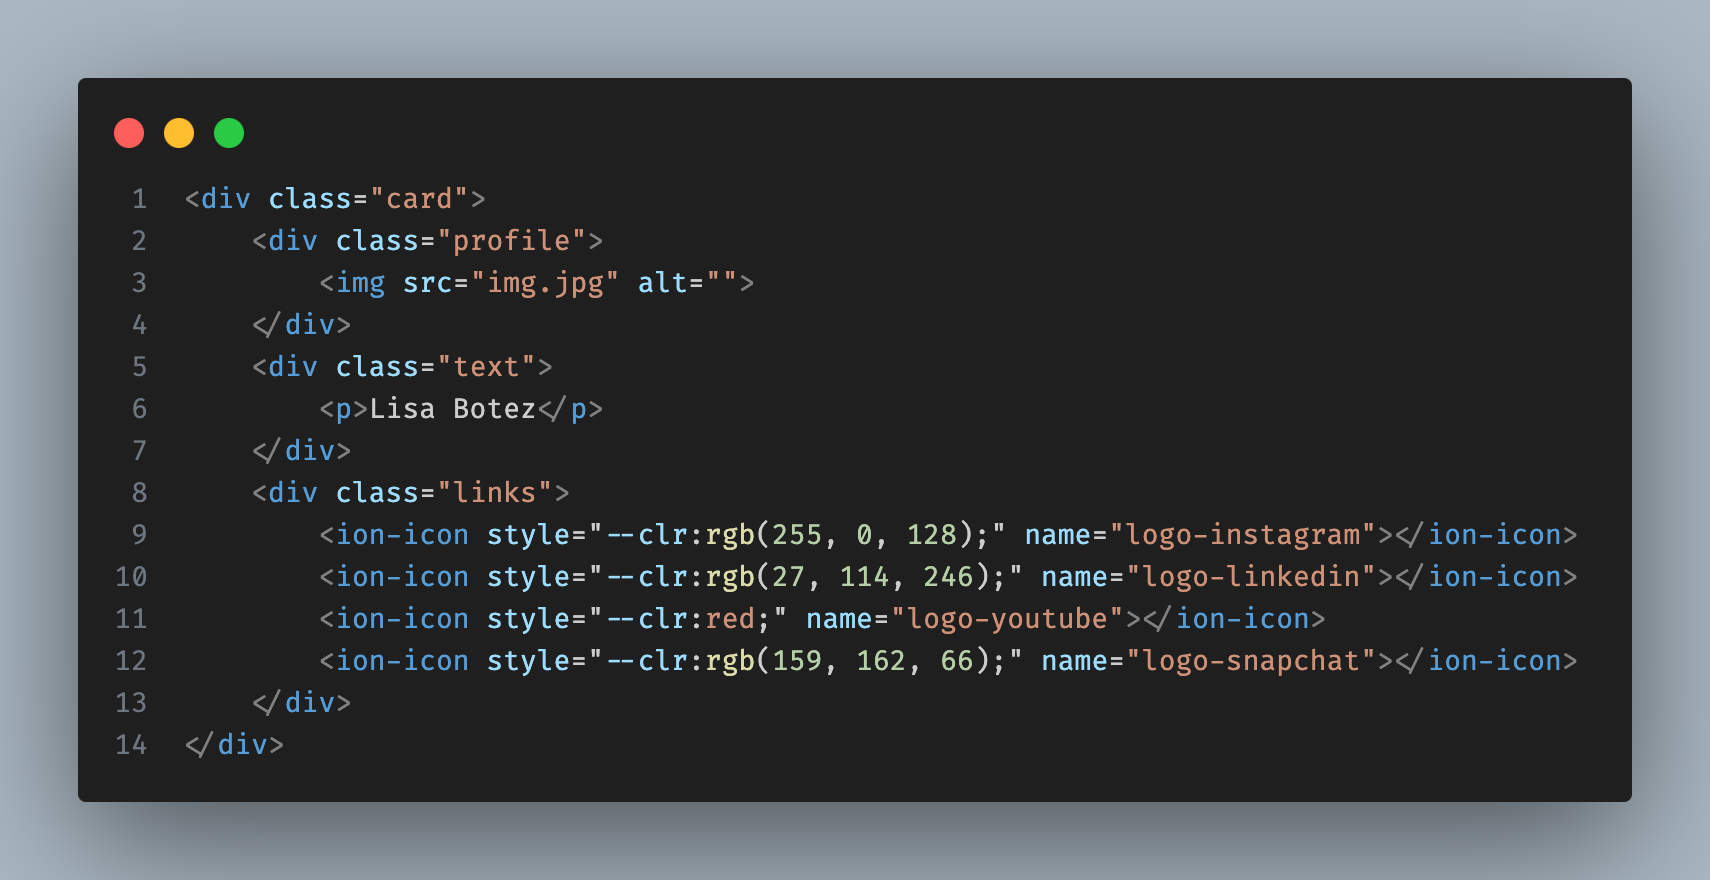 1 <div class="card">
2     <div class="profile">
3         <img src="img.jpg" alt="">
4     </div>
5     <div class="text">
6         <p>Lisa Botez</p>
7     </div>
8     <div class="links">
9         <ion-icon style="--clr:rgb(255, 0, 128);" name="logo-instagram"></ion-icon>
10         <ion-icon style="--clr:rgb(27, 114, 246);" name="logo-linkedin"></ion-icon>
11         <ion-icon style="--clr:red;" name="logo-youtube"></ion-icon>
12         <ion-icon style="--clr:rgb(159, 162, 66);" name="logo-snapchat"></ion-icon>
13     </div>
14 </div>